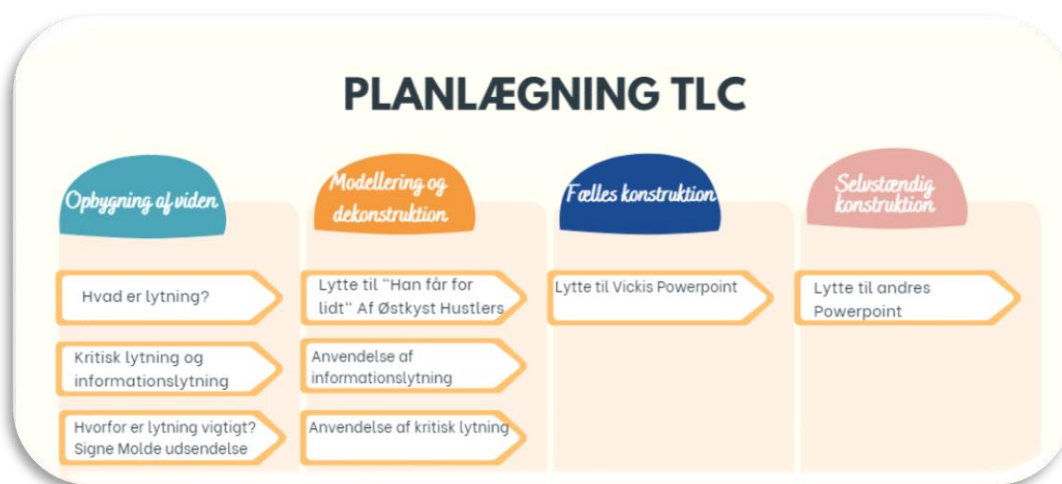 PLANLÆGNING TLC
Opbygning af viden
Hvad er lytning?
Kritisk lytning og
informationslytning
Hvorfor er lytning vigtigt?
Signe Molde udsendelse
Modellering og
dekonstruktion
Lytte til "Han får for
lidt" Af Østkyst Hustlers
Anvendelse af
informationslytning
Anvendelse af kritisk lytning
Fælles konstruktion
Lytte til Vickis Powerpoint
Selvstændig
konstruktion
Lytte til andres
Powerpoint